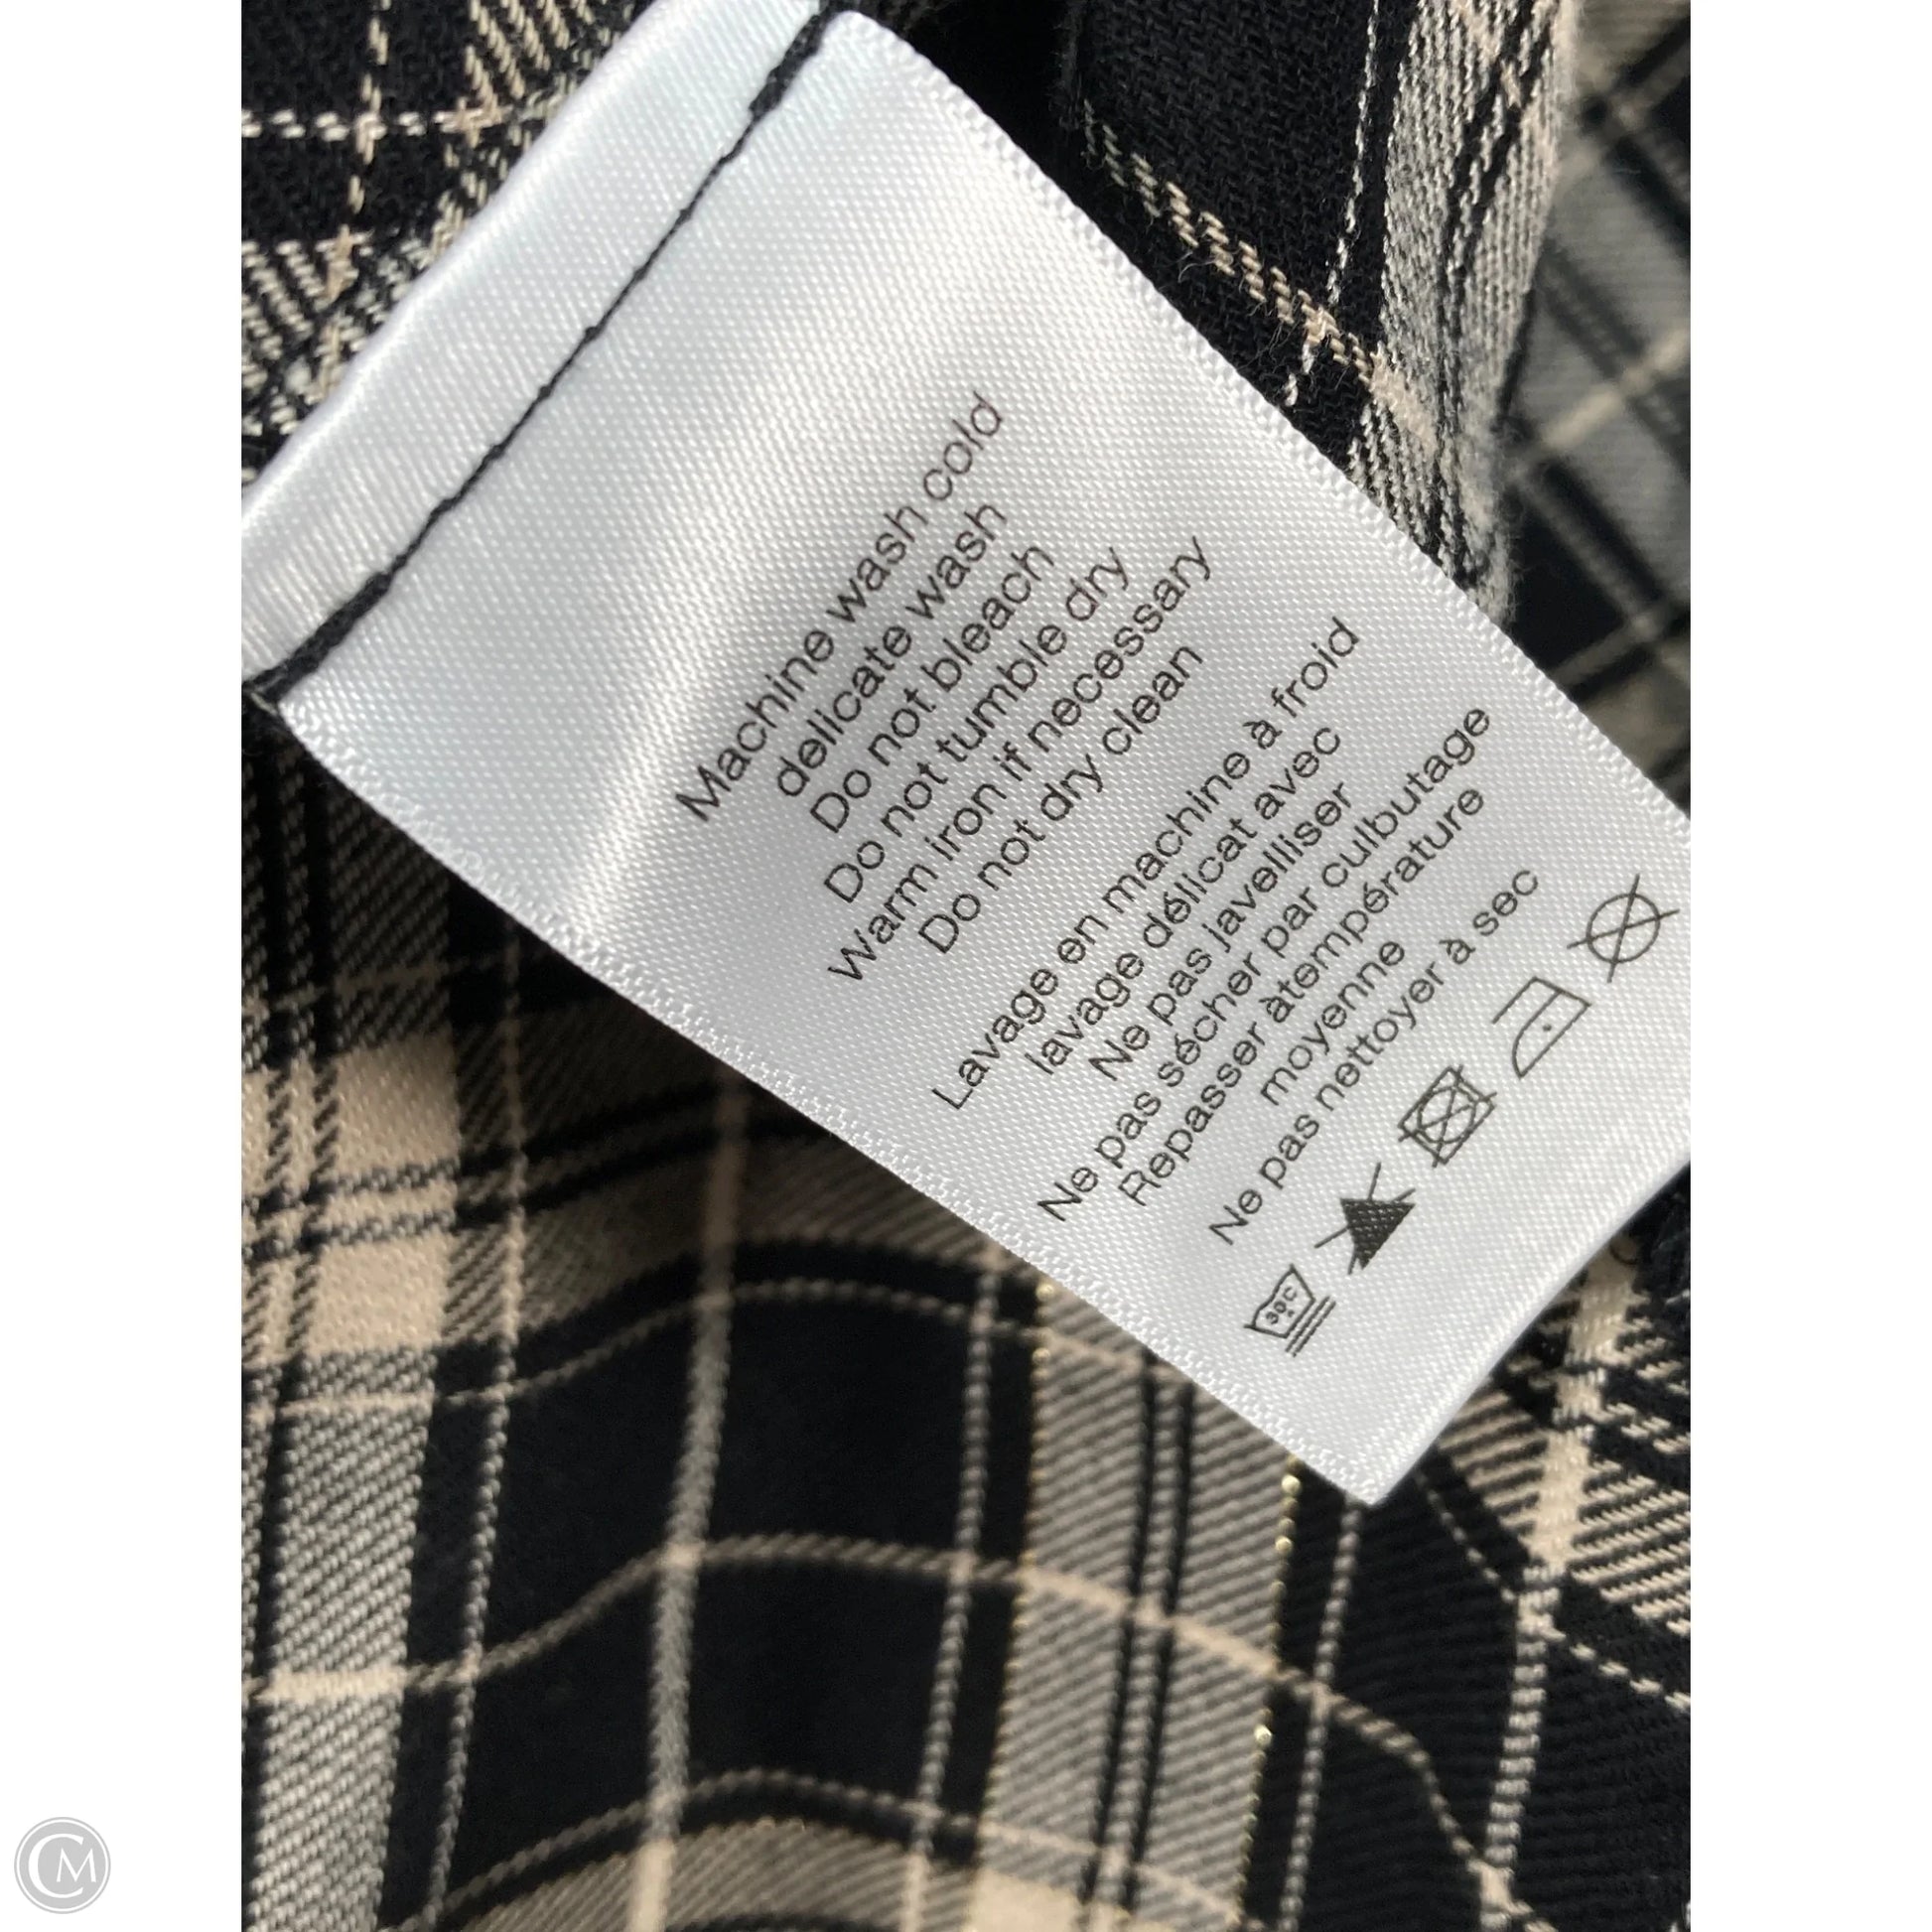 Machine wash cold
delicate wash
Do not bleach
Do not tumble dry
Warm iron if necessary
Do not dry clean
Lavage en machine à froid
lavage délicat avec
Ne pas javelliser
Ne pas sécher par culbutage
Repasser àtempérature
moyenne
Ne pas nettoyer à sec
30C
CM